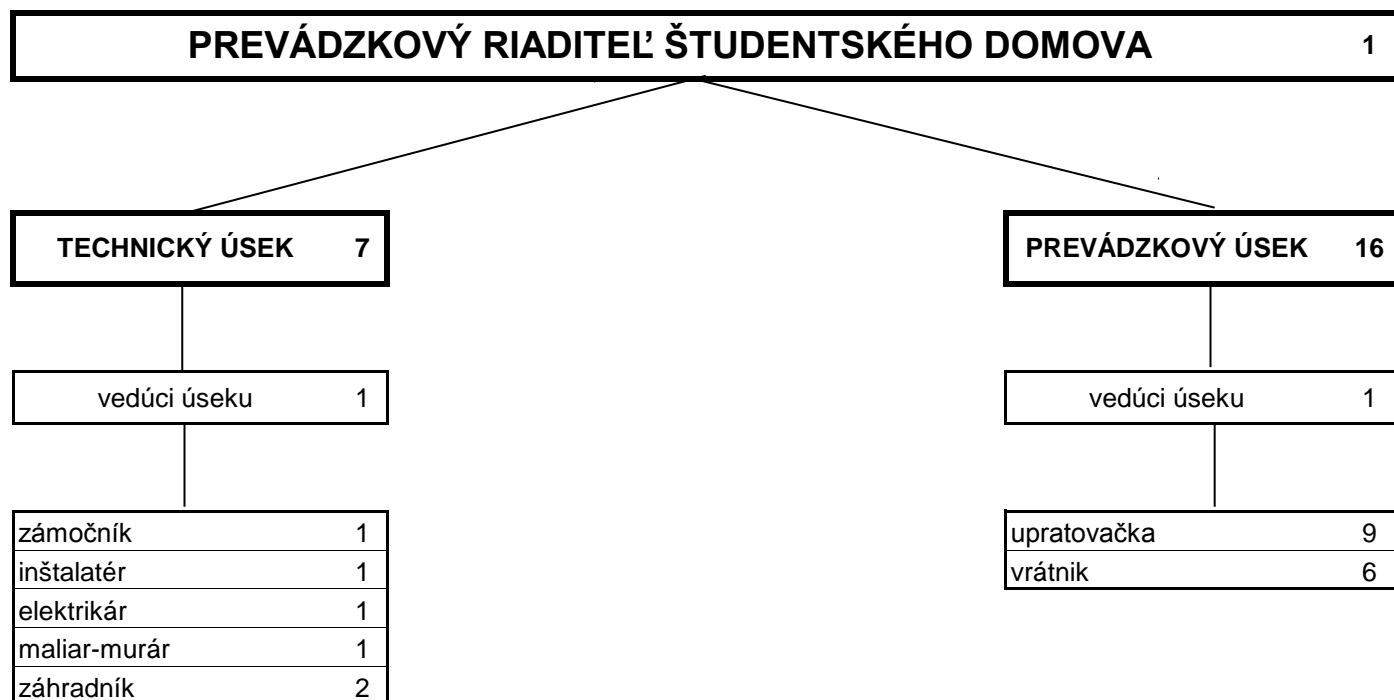 PREVÁDZKOVÝ RIADITEĽ ŠTUDENTSKÉHO DOMOVA 1
TECHNICKÝ ÚSEK 7
PREVÁDZKOVÝ ÚSEK 16
vedúci úseku 1
vedúci úseku 1
zámočník 1
inštalatér 1
elektrikár 1
maliar-murár 1
záhradník 2
upratovačka 9
vrátnik 6